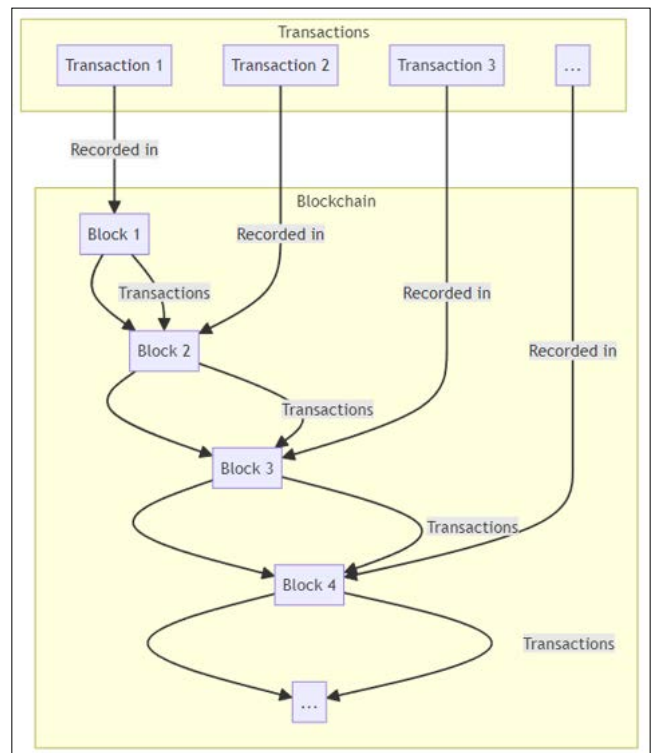 Transactions
Transaction 1
Transaction 2
Transaction 3
...
Recorded in
Blockchain
Block 1
Recorded in
Transactions
Recorded in
Block 2
Recorded in
Transactions
Block 3
Transactions
Block 4
Transactions
...